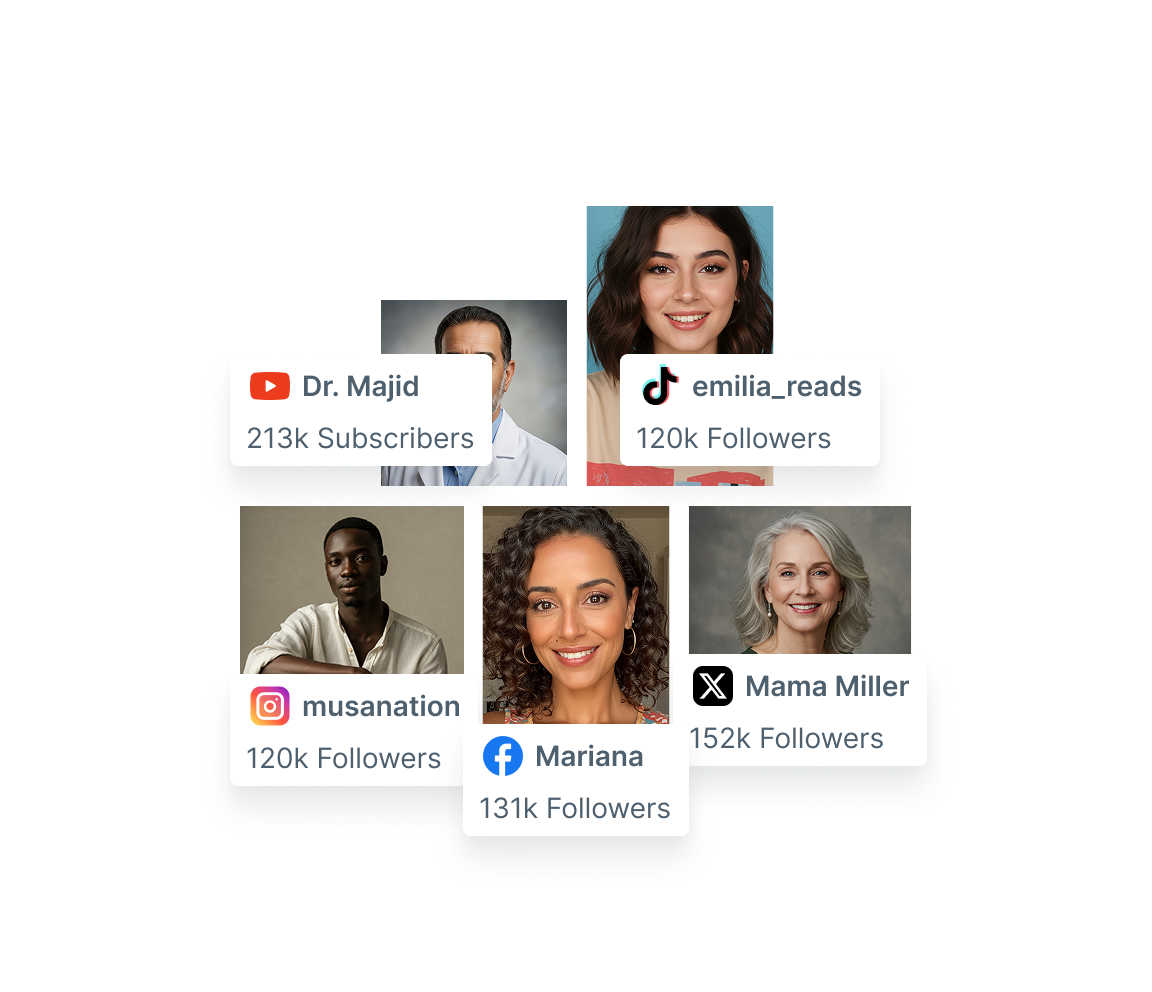 Dr. Majid
213k Subscribers
emilia_reads
120k Followers
musanation
120k Followers
Mariana
131k Followers
Mama Miller
152k Followers